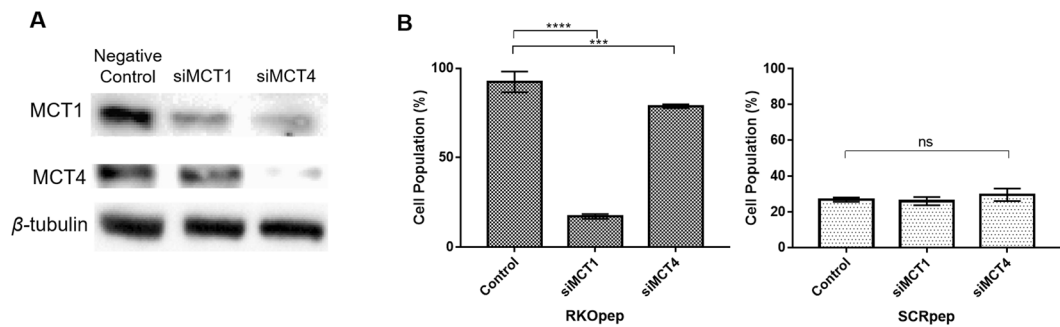 A
Negative
Control
siMCT1
siMCT4
MCT1
MCT4
β-tubulin
B
****
***
Cell Population (%)
100
50
0
Control
siMCT1
siMCT4
RKOpep
Cell Population (%)
100
80
60
40
20
0
ns
Control
siMCT1
siMCT4
SCRpep